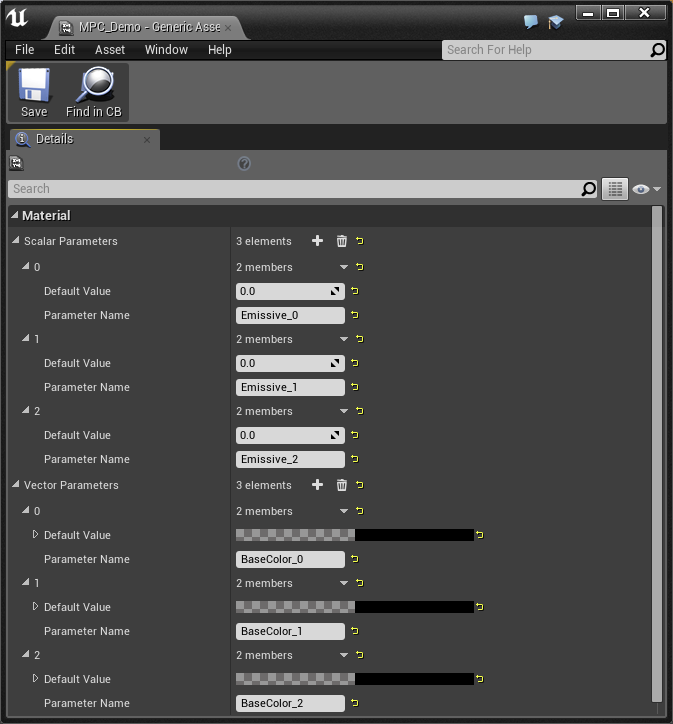 MPC_Demo - Generic Asse
File Edit Asset Window Help Search For Help
Save Find in CB
Details
Search
Material
Scalar Parameters 3 elements
0 2 members
Default Value 0.0
Parameter Name Emissive_0
1 2 members
Default Value 0.0
Parameter Name Emissive_1
2 2 members
Default Value 0.0
Parameter Name Emissive_2
Vector Parameters 3 elements
0 2 members
Default Value
Parameter Name BaseColor_0
1 2 members
Default Value
Parameter Name BaseColor_1
2 2 members
Default Value
Parameter Name BaseColor_2